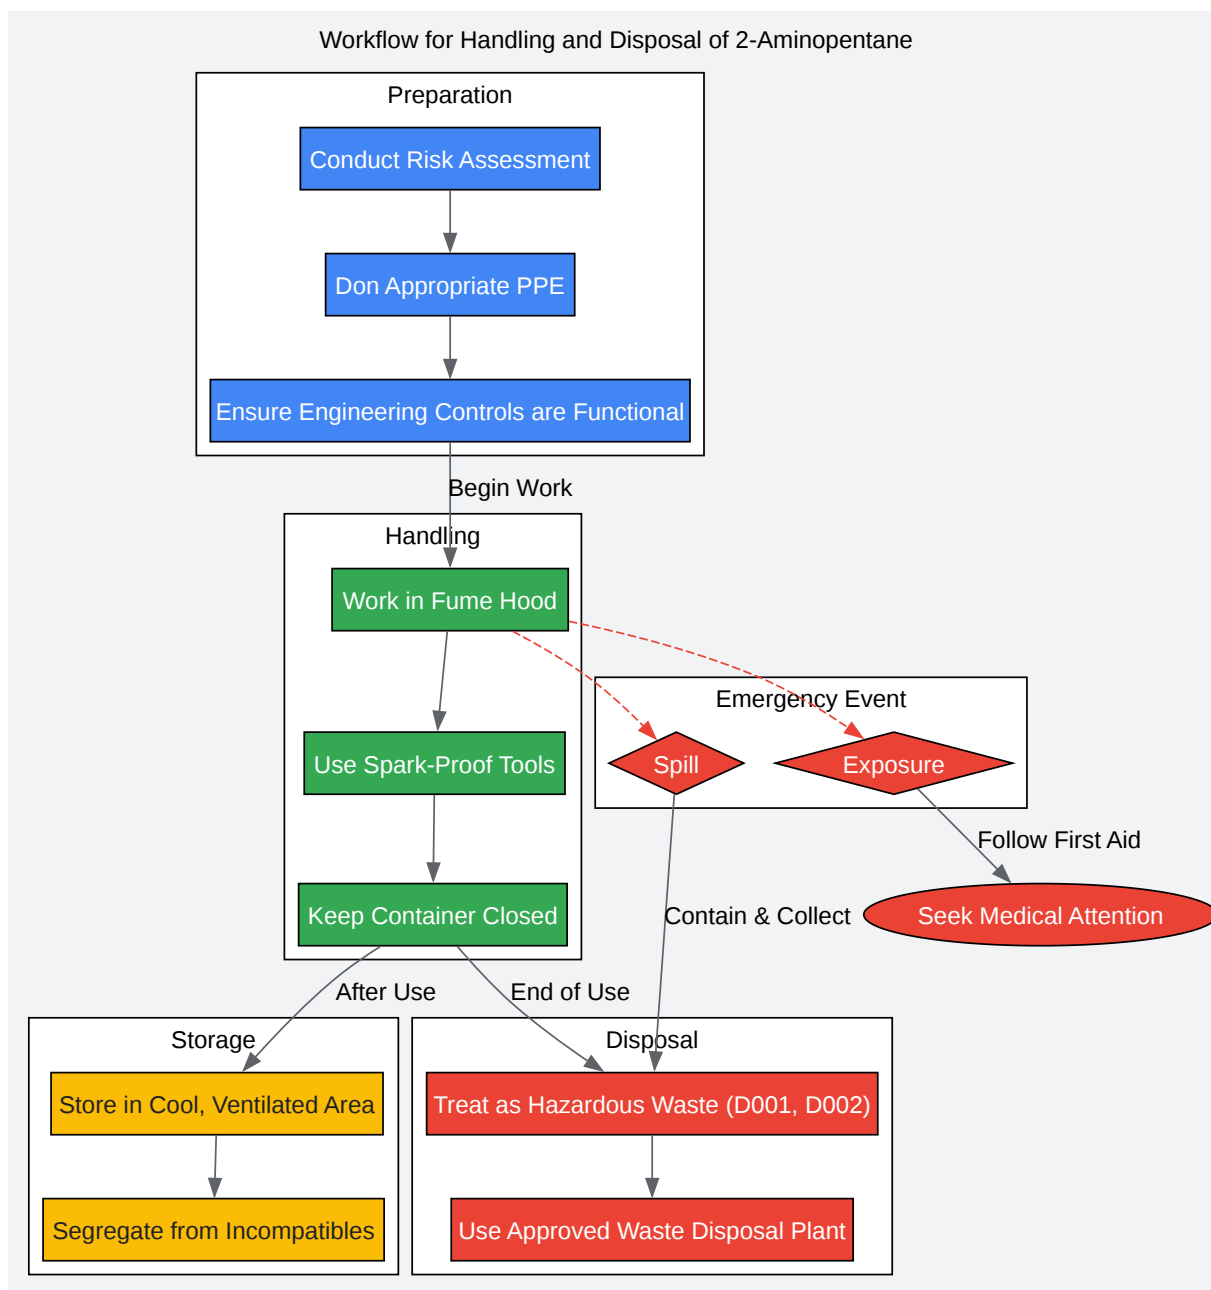 Workflow for Handling and Disposal of 2-Aminopentane
Preparation
Conduct Risk Assessment
Don Appropriate PPE
Ensure Engineering Controls are Functional
Begin Work
Handling
Work in Fume Hood
Emergency Event
Use Spark-Proof Tools
Spill
Exposure
Follow First Aid
Keep Container Closed
Contain & Collect
Seek Medical Attention
After Use
End of Use
Storage
Disposal
Store in Cool, Ventilated Area
Treat as Hazardous Waste (D001, D002)
Segregate from Incompatibles
Use Approved Waste Disposal Plant